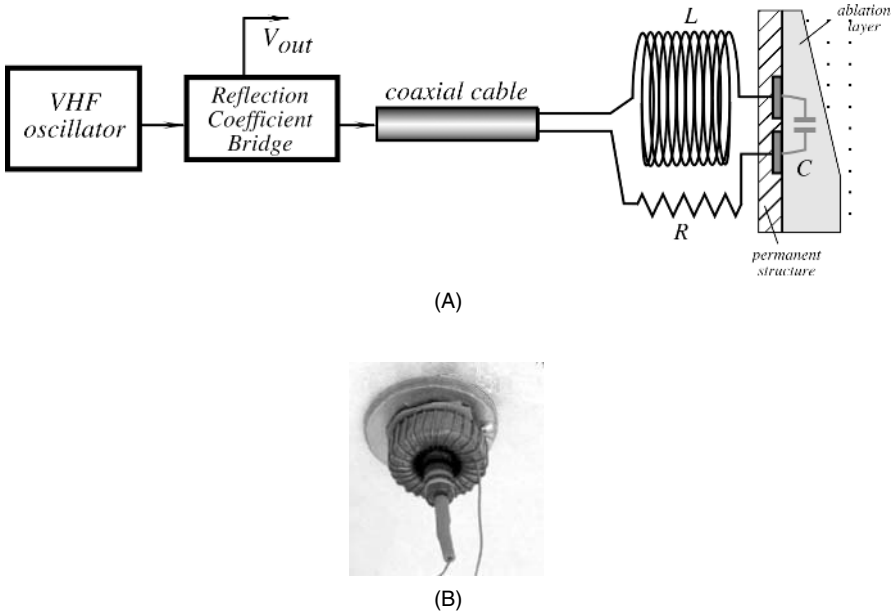 L
ablation
layer
V out
VHF
oscillator
Reflection
Coefficient
Bridge
coaxial cable
C
R
permanent
structure
(A)
(B)